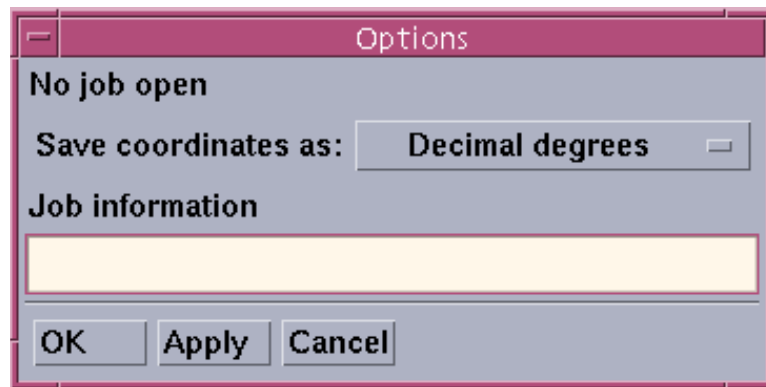 Options
No job open
Save coordinates as: Decimal degrees
Job information
OK Apply Cancel